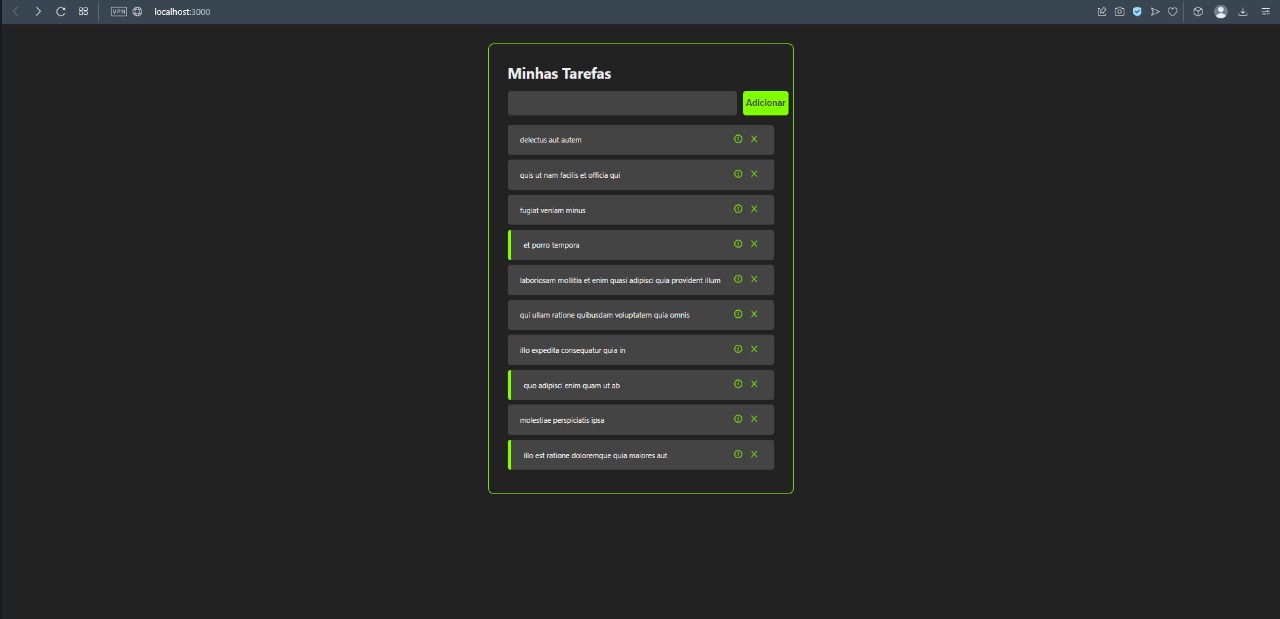 VPN localhost:3000
Minhas Tarefas
Adicionar
delectus aut autem
quis ut nam facilis et officia qui
fugiat veniam minus
et porro tempora
laboriosam mollitia et enim quasi adipisci quia provident illum
qui ullam ratione quibusdam voluptatem quia omnis
illo expedita consequatur quia in
quo adipisci enim quam ut ab
molestiae perspiciatis ipsa
illo est ratione doloremque quia maiores aut